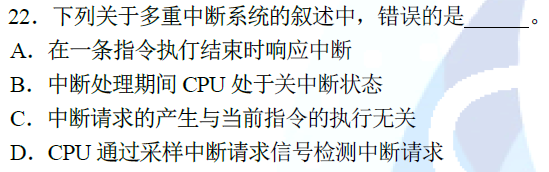 22．下列关于多重中断系统的叙述中，错误的是______。
A．在一条指令执行结束时响应中断
B．中断处理期间 CPU 处于关中断状态
C．中断请求的产生与当前指令的执行无关
D．CPU 通过采样中断请求信号检测中断请求